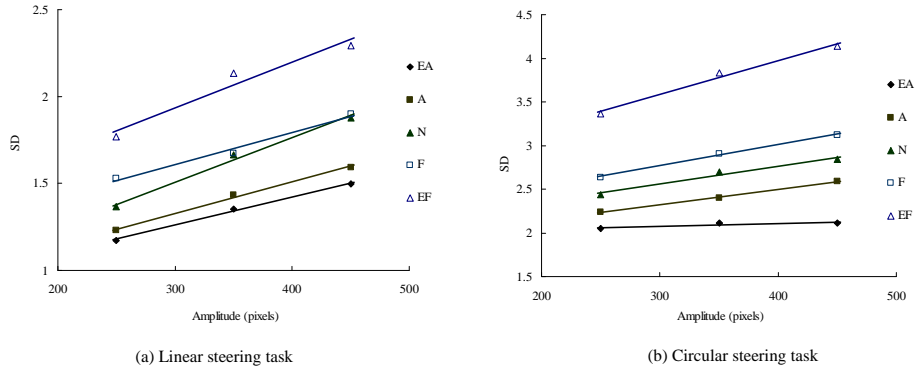 2.5
2
1.5
1
SD
200
300
400
500
Amplitude (pixels)
EA
A
N
F
EF
(a) Linear steering task
4.5
4
3.5
3
2.5
2
1.5
SD
200
300
400
500
Amplitude (pixels)
EA
A
N
F
EF
(b) Circular steering task